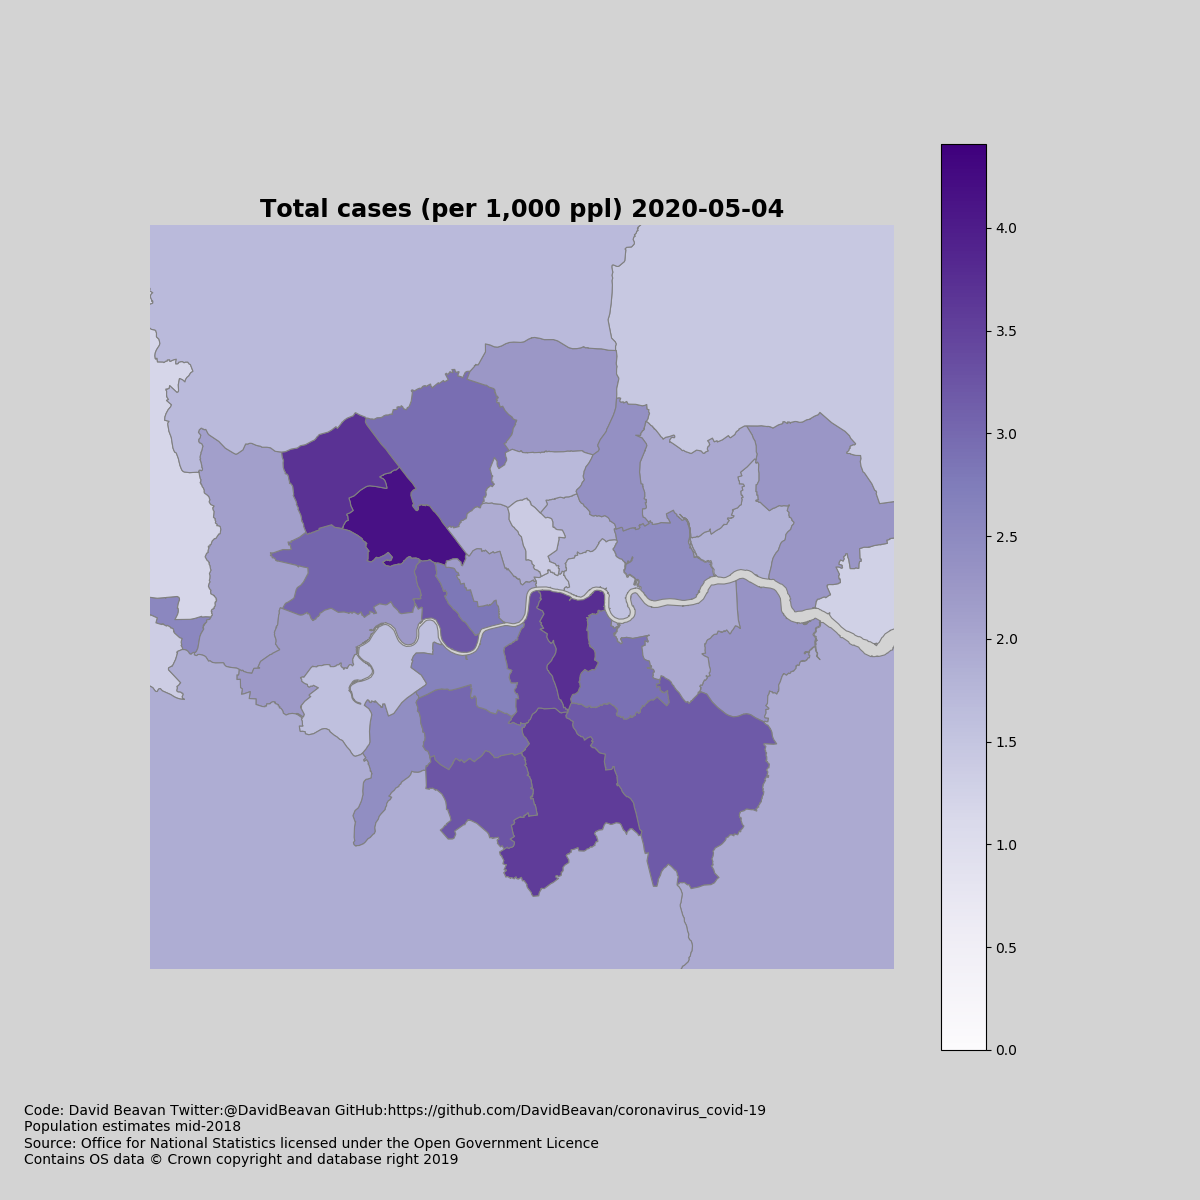 Total cases (per 1,000 ppl) 2020-05-04
4.0
3.5
3.0
2.5
2.0
1.5
1.0
0.5
0.0
Code: David Beavan Twitter:@DavidBeavan GitHub:https://github.com/DavidBeavan/coronavirus_covid-19
Population estimates mid-2018
Source: Office for National Statistics licensed under the Open Government Licence
Contains OS data © Crown copyright and database right 2019